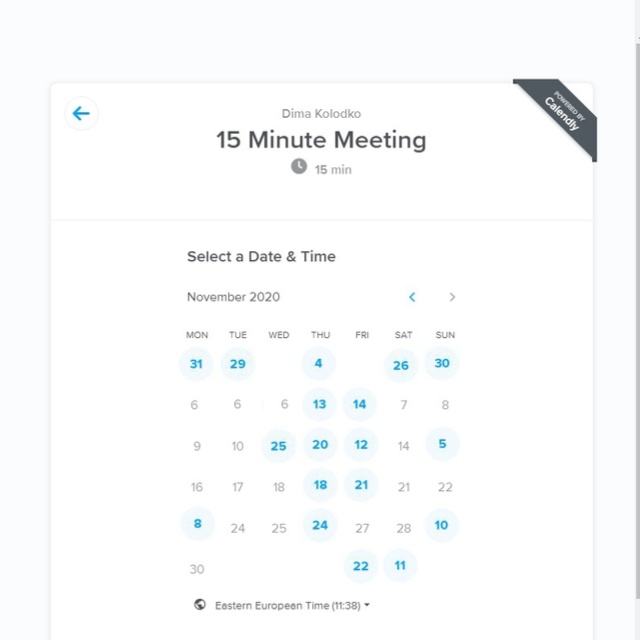 Dima Kolodko
POWERED BY
Calendly
15 Minute Meeting
15 min
Select a Date & Time
November 2020
MON TUE WED THU FRI SAT SUN
31 29 4 26 30
6 6 6 13 14 7 8
9 10 25 20 12 14 5
16 17 18 18 21 21 22
8 24 25 24 27 28 10
30 22 11
Eastern European Time (11:38)